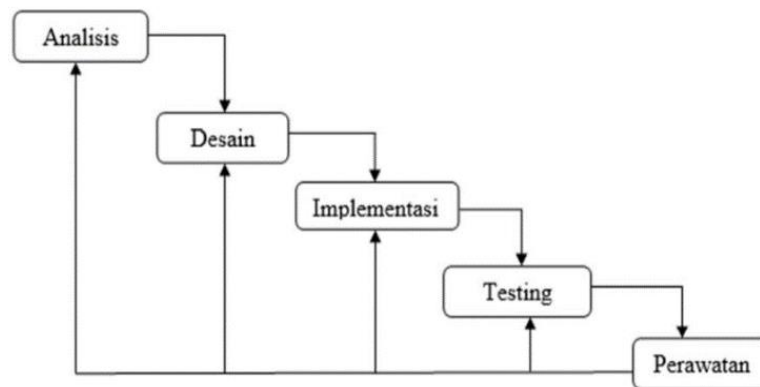 Analisis
Desain
Implementasi
Testing
Perawatan